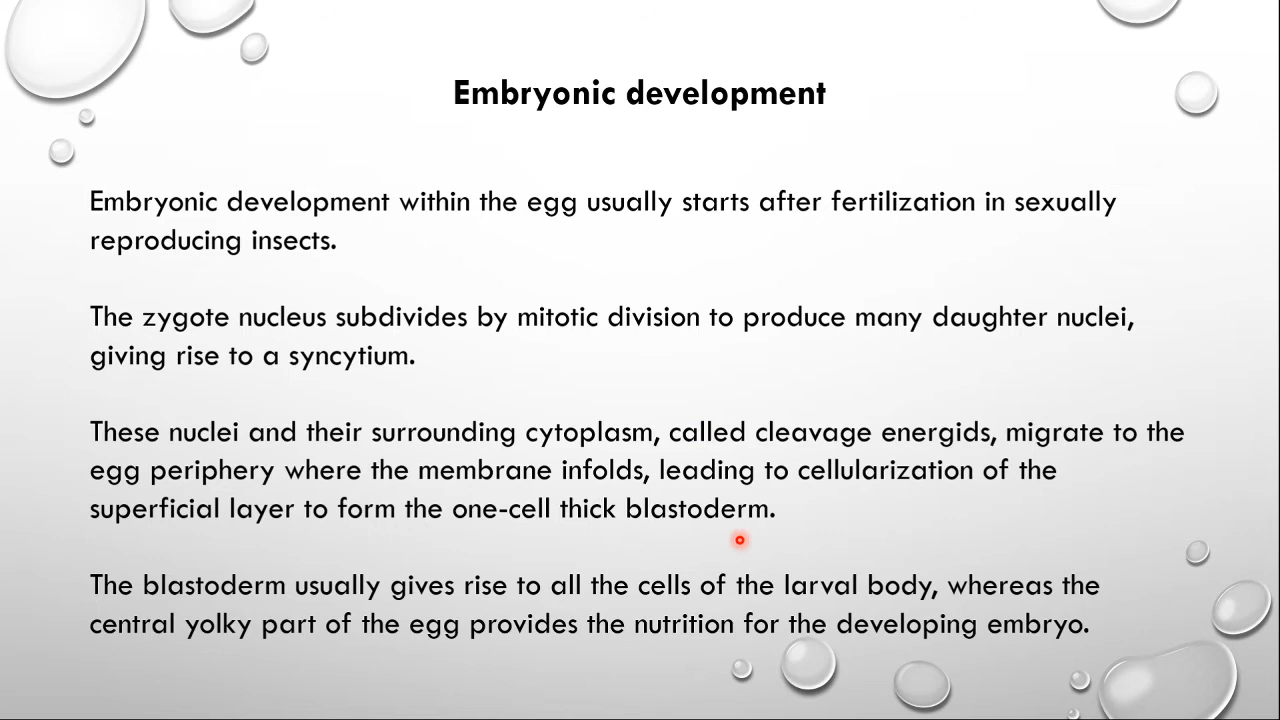 Embryonic development
Embryonic development within the egg usually starts after fertilization in sexually
reproducing insects.
The zygote nucleus subdivides by mitotic division to produce many daughter nuclei,
giving rise to a syncytium.
These nuclei and their surrounding cytoplasm, called cleavage energids, migrate to the
egg periphery where the membrane infolds, leading to cellularization of the
superficial layer to form the one-cell thick blastoderm.
The blastoderm usually gives rise to all the cells of the larval body, whereas the
central yolky part of the egg provides the nutrition for the developing embryo.